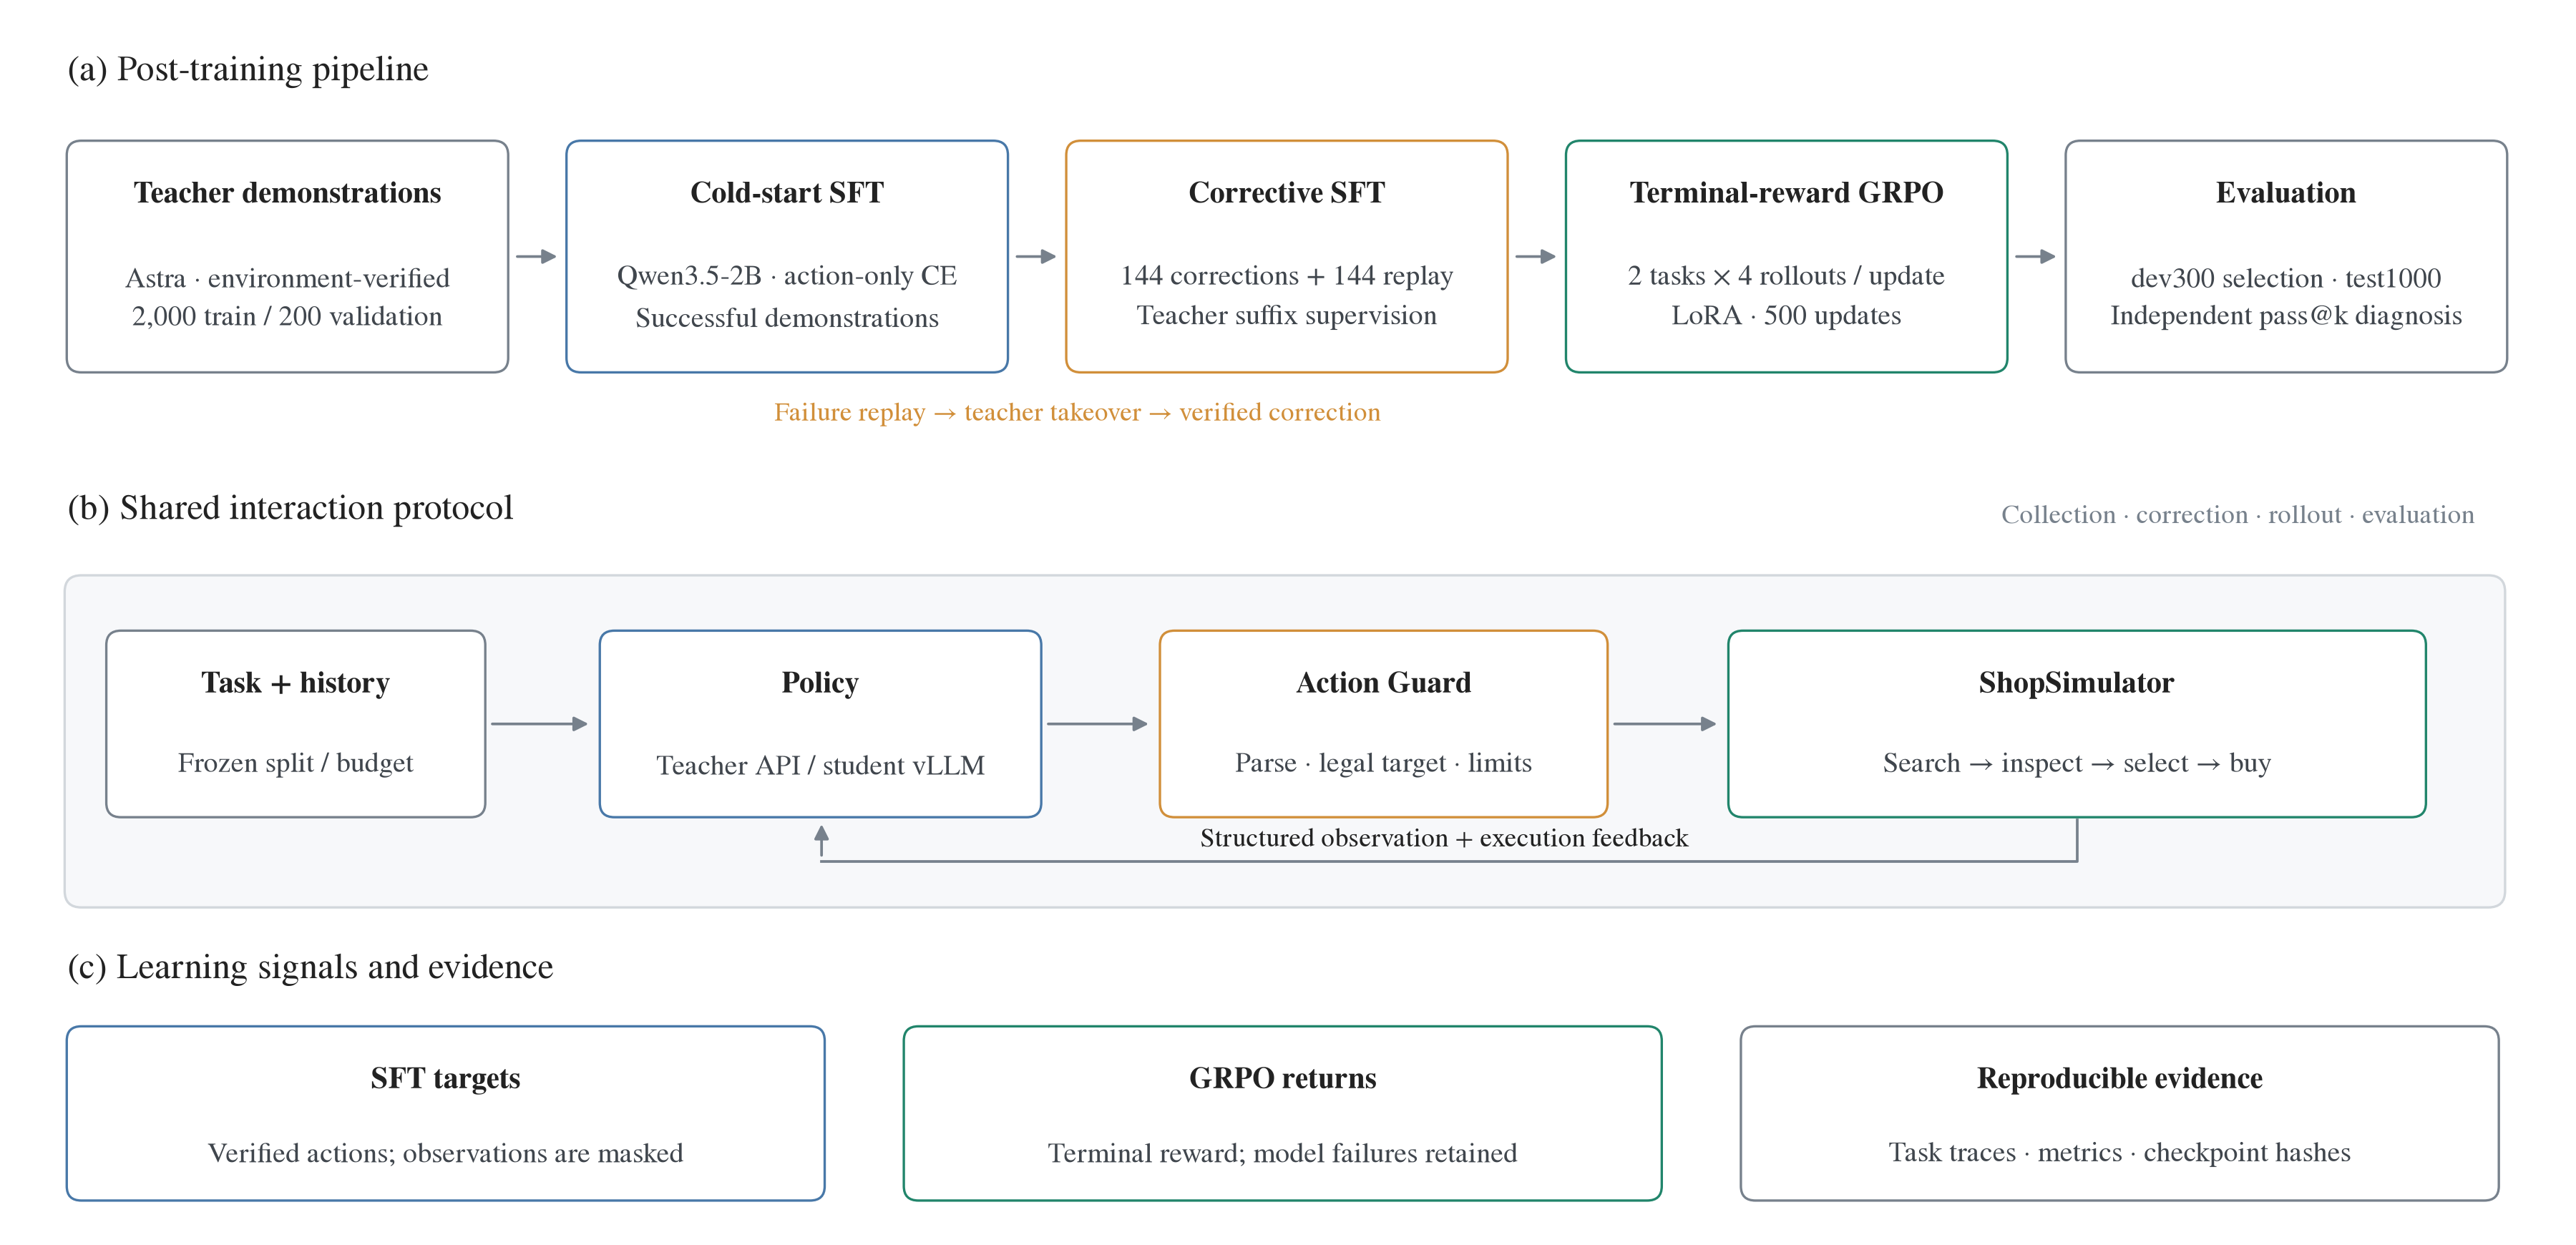 (a) Post-training pipeline
Teacher demonstrations
Astra · environment-verified
2,000 train / 200 validation
Cold-start SFT
Qwen3.5-2B · action-only CE
Successful demonstrations
Corrective SFT
144 corrections + 144 replay
Teacher suffix supervision
Terminal-reward GRPO
2 tasks × 4 rollouts / update
LoRA · 500 updates
Evaluation
dev300 selection · test1000
Independent pass@k diagnosis
Failure replay → teacher takeover → verified correction
(b) Shared interaction protocol
Collection · correction · rollout · evaluation
Task + history
Frozen split / budget
Policy
Teacher API / student vLLM
Action Guard
Parse · legal target · limits
ShopSimulator
Search → inspect → select → buy
Structured observation + execution feedback
(c) Learning signals and evidence
SFT targets
Verified actions; observations are masked
GRPO returns
Terminal reward; model failures retained
Reproducible evidence
Task traces · metrics · checkpoint hashes